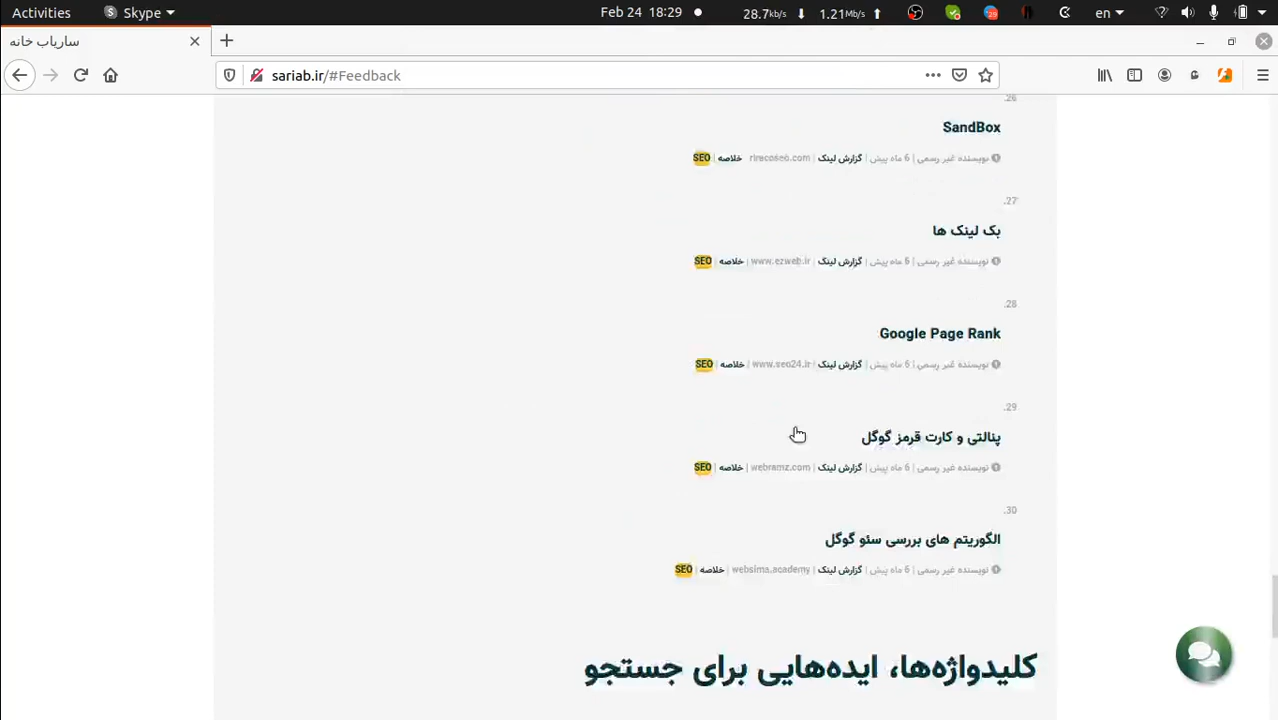 Activities Skype Feb 24 18:29 28.7kb/s 1.21Mb/s 29 en
ساریاب خانه
sariab.ir/#Feedback
.26
SandBox
نویسنده غیر رسمی | 6 ماه پیش | گزارش لینک | riracoseo.com خلاصه | SEO
.27
بک لینک ها
نویسنده غیر رسمی | 6 ماه پیش | گزارش لینک | www.ezweb.ir | خلاصه | SEO
.28
Google Page Rank
نویسنده غیر رسمی | 6 ماه پیش | گزارش لینک | www.seo24.ir | خلاصه | SEO
.29
پنالتی و کارت قرمز گوگل
نویسنده غیر رسمی | 6 ماه پیش | گزارش لینک | webramz.com | خلاصه | SEO
.30
الگوریتم های بررسی سئو گوگل
نویسنده غیر رسمی | 6 ماه پیش | گزارش لینک | websima.academy | خلاصه | SEO
کلیدواژه‌ها، ایده‌هایی برای جستجو